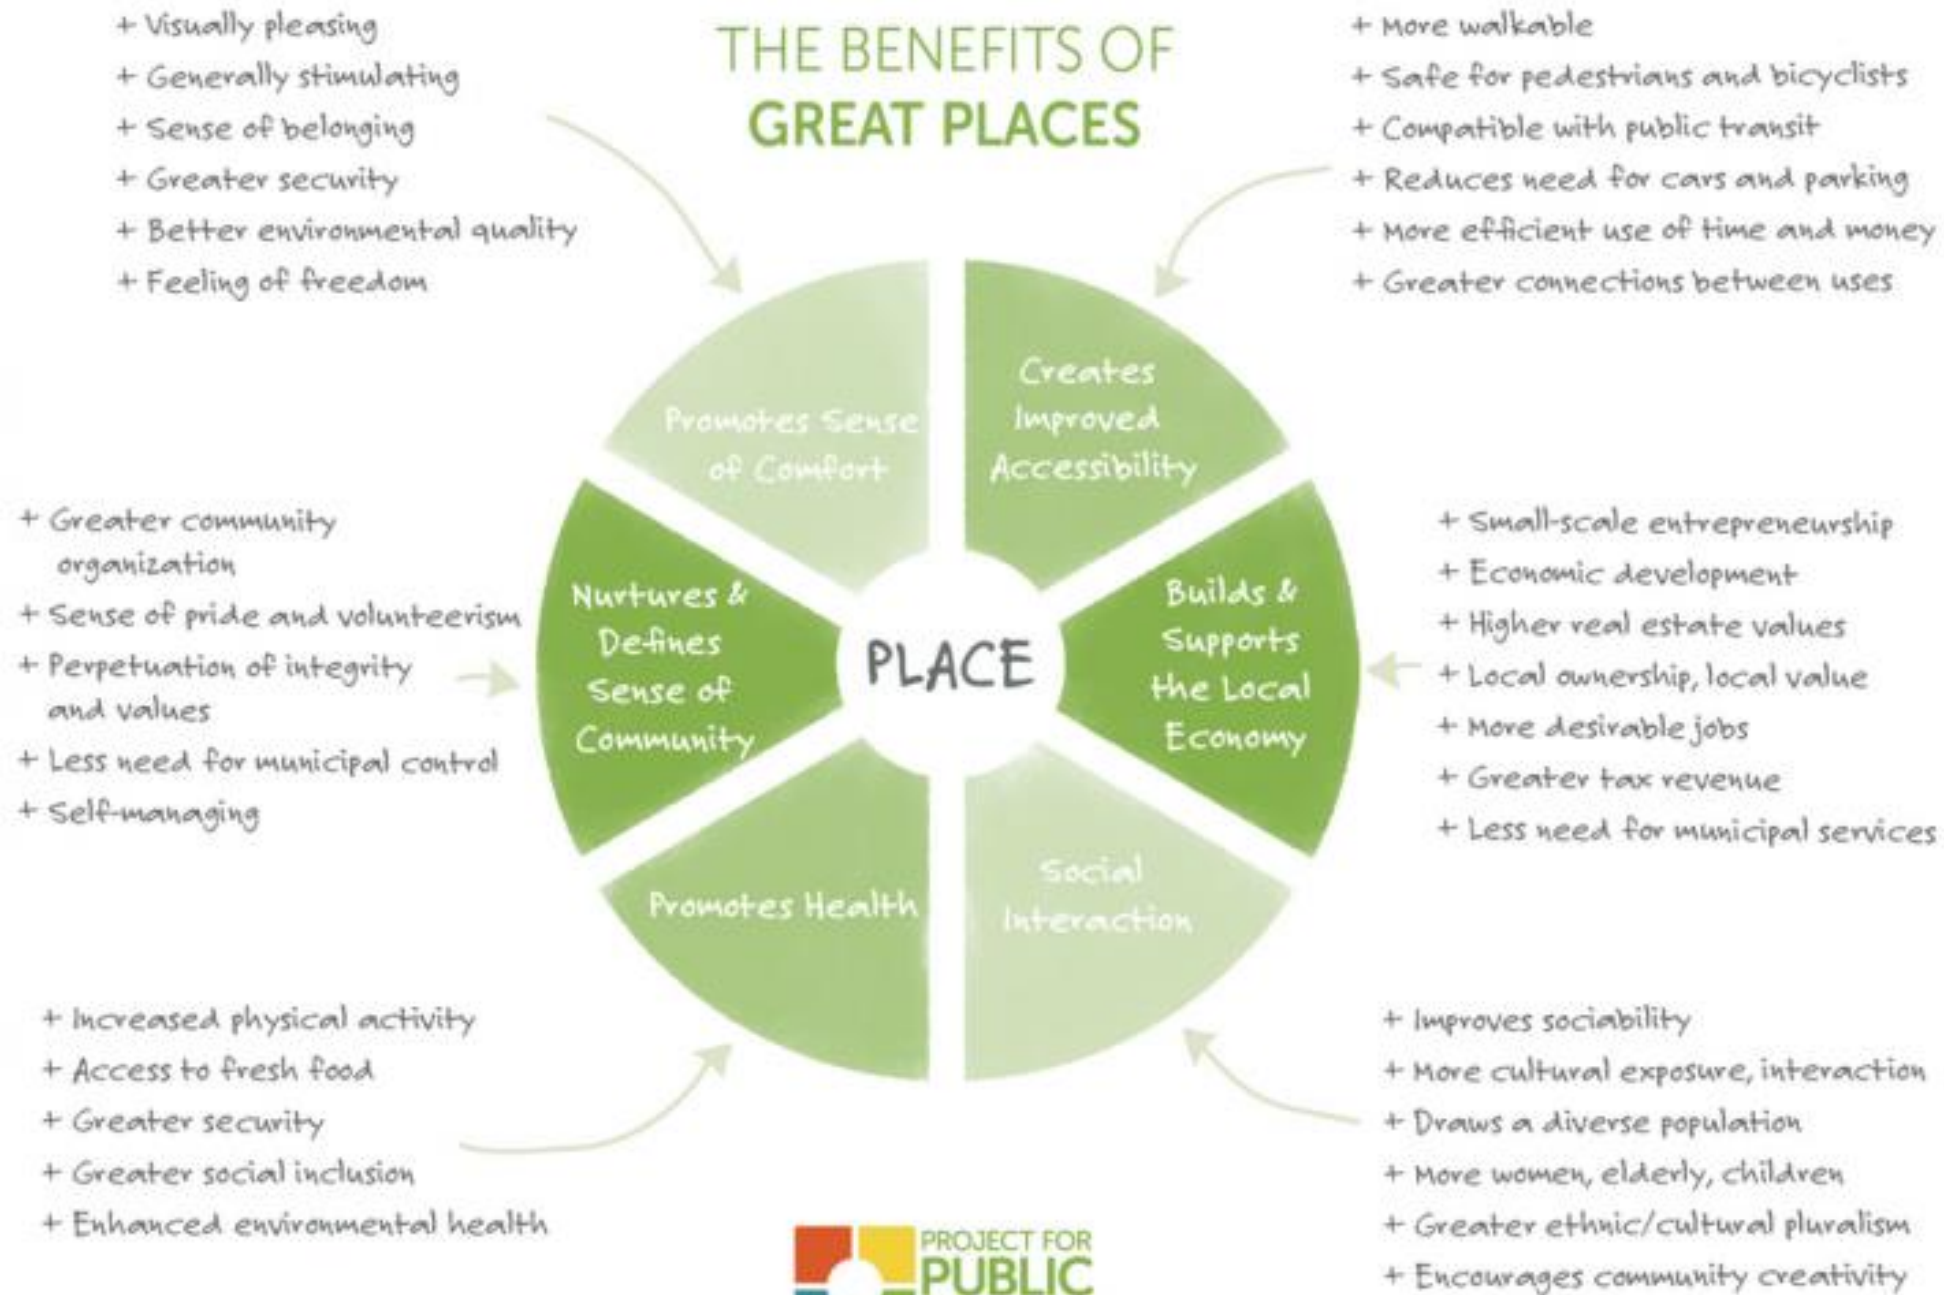 THE BENEFITS OF
GREAT PLACES
+ Visually pleasing
+ Generally stimulating
+ Sense of belonging
+ Greater security
+ Better environmental quality
+ Feeling of freedom
+ More walkable
+ Safe for pedestrians and bicyclists
+ Compatible with public transit
+ Reduces need for cars and parking
+ More efficient use of time and money
+ Greater connections between uses
Promotes Sense
of Comfort
Creates
Improved
Accessibility
+ Greater community
organization
+ Sense of pride and volunteerism
+ Perpetuation of integrity
and values
+ Less need for municipal control
+ Self-managing
Nurtures &
Defines
Sense of
Community
PLACE
Builds &
Supports
the Local
Economy
+ Small-scale entrepreneurship
+ Economic development
+ Higher real estate values
+ Local ownership, local value
+ More desirable jobs
+ Greater tax revenue
+ Less need for municipal services
Promotes Health
Social
Interaction
+ Increased physical activity
+ Access to fresh food
+ Greater security
+ Greater social inclusion
+ Enhanced environmental health
+ Improves sociability
+ More cultural exposure, interaction
+ Draws a diverse population
+ More women, elderly, children
+ Greater ethnic/cultural pluralism
+ Encourages community creativity
PROJECT FOR
PUBLIC